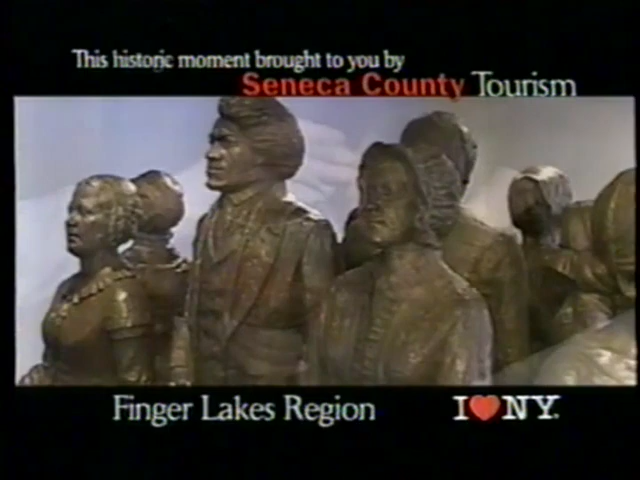 This historic moment brought to you by
Seneca County Tourism
Finger Lakes Region
I ❤ NY.